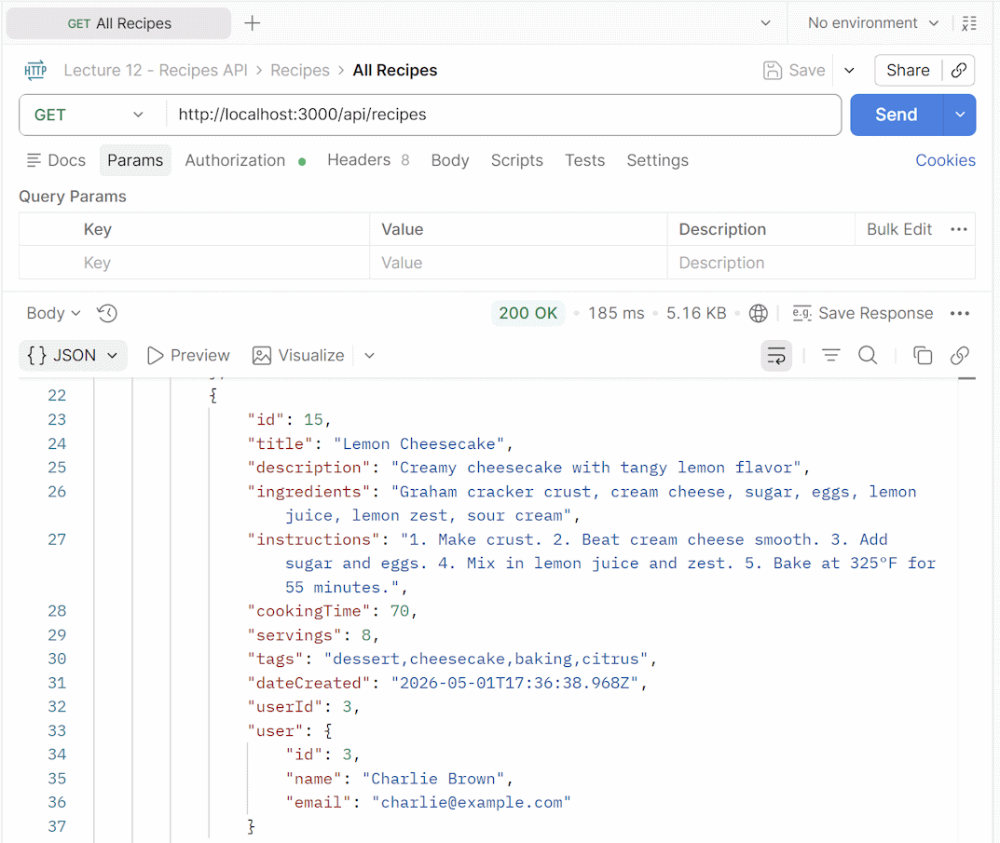 GET All Recipes
No environment
HTTP Lecture 12 - Recipes API > Recipes > All Recipes Save Share
GET http://localhost:3000/api/recipes Send
Docs Params Authorization Headers 8 Body Scripts Tests Settings Cookies
Query Params
Key Value Description Bulk Edit
Key Value Description
Body 200 OK 185 ms 5.16 KB e.g. Save Response
{} JSON Preview Visualize
22 {
23 "id": 15,
24 "title": "Lemon Cheesecake",
25 "description": "Creamy cheesecake with tangy lemon flavor",
26 "ingredients": "Graham cracker crust, cream cheese, sugar, eggs, lemon
juice, lemon zest, sour cream",
27 "instructions": "1. Make crust. 2. Beat cream cheese smooth. 3. Add
sugar and eggs. 4. Mix in lemon juice and zest. 5. Bake at 325°F for
55 minutes.",
28 "cookingTime": 70,
29 "servings": 8,
30 "tags": "dessert,cheesecake,baking,citrus",
31 "dateCreated": "2026-05-01T17:36:38.968Z",
32 "userId": 3,
33 "user": {
34 "id": 3,
35 "name": "Charlie Brown",
36 "email": "charlie@example.com"
37 }